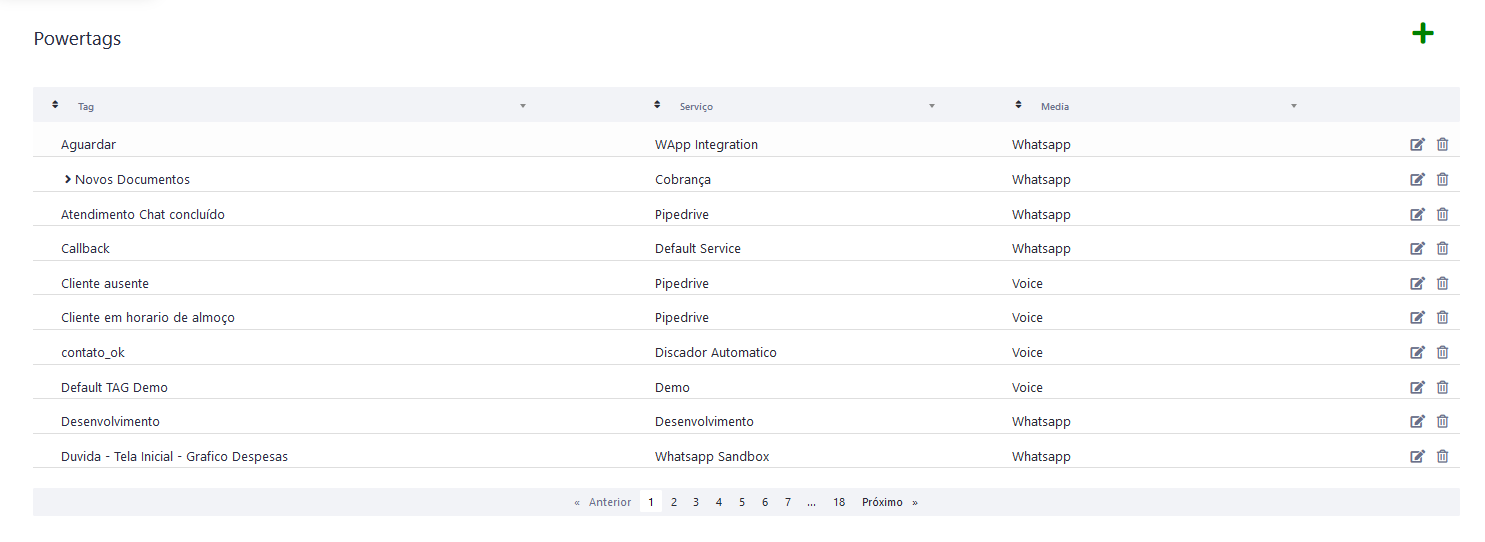 Powertags
Tag Serviço Media
Aguardar WApp Integration Whatsapp
Novos Documentos Cobrança Whatsapp
Atendimento Chat concluído Pipedrive Whatsapp
Callback Default Service Whatsapp
Cliente ausente Pipedrive Voice
Cliente em horario de almoço Pipedrive Voice
contato_ok Discador Automatico Voice
Default TAG Demo Demo Voice
Desenvolvimento Desenvolvimento Whatsapp
Duvida - Tela Inicial - Grafico Despesas Whatsapp Sandbox Whatsapp
« Anterior 1 2 3 4 5 6 7 ... 18 Próximo »